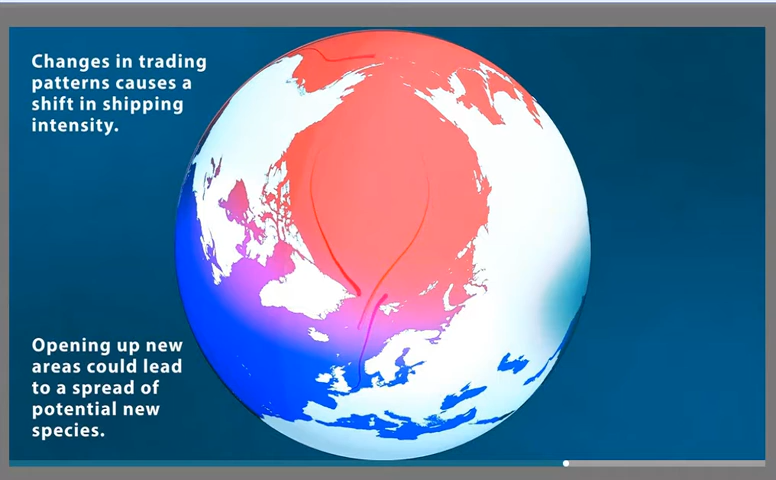 Changes in trading
patterns causes a
shift in shipping
intensity.
Opening up new
areas could lead
to a spread of
potential new
species.